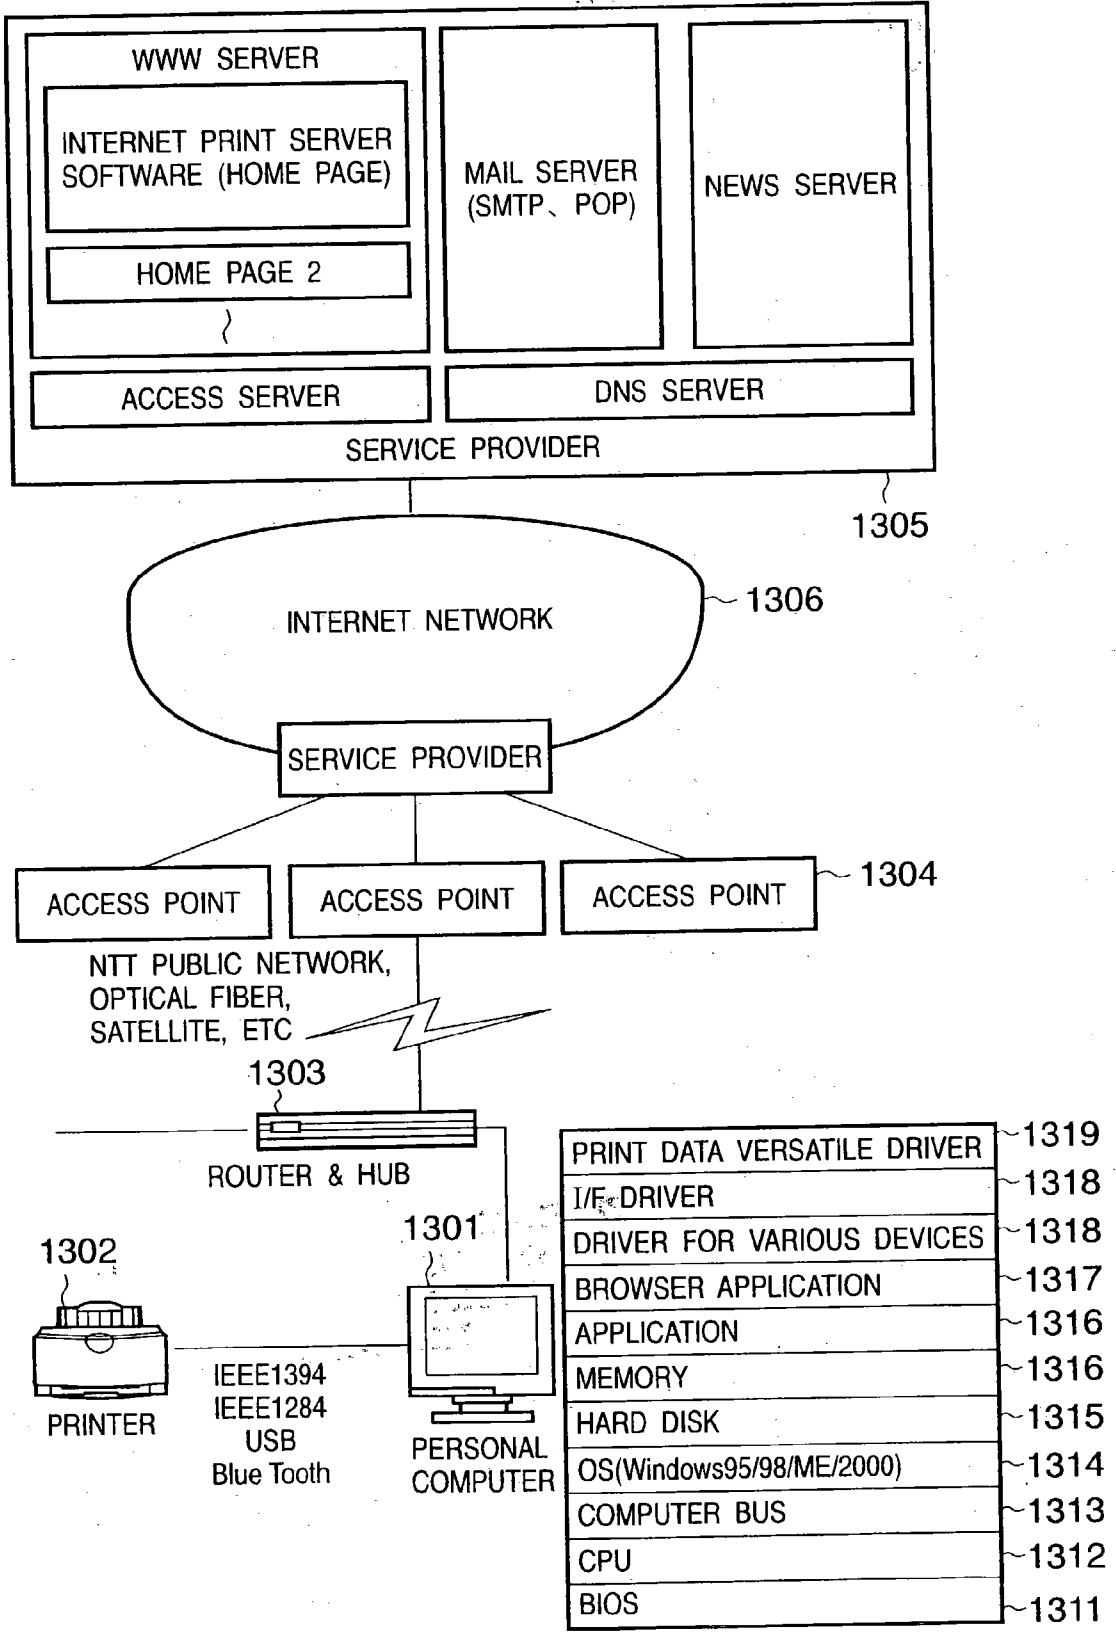 WWW SERVER
INTERNET PRINT SERVER
SOFTWARE (HOME PAGE)
HOME PAGE 2
MAIL SERVER
(SMTP、POP)
NEWS SERVER
ACCESS SERVER
DNS SERVER
SERVICE PROVIDER
1305
INTERNET NETWORK
1306
SERVICE PROVIDER
ACCESS POINT
ACCESS POINT
ACCESS POINT
1304
NTT PUBLIC NETWORK,
OPTICAL FIBER,
SATELLITE, ETC
1303
ROUTER & HUB
1302
PRINTER
IEEE1394
IEEE1284
USB
Blue Tooth
1301
PERSONAL
COMPUTER
PRINT DATA VERSATILE DRIVER 1319
I/F DRIVER 1318
DRIVER FOR VARIOUS DEVICES 1318
BROWSER APPLICATION 1317
APPLICATION 1316
MEMORY 1316
HARD DISK 1315
OS(Windows95/98/ME/2000) 1314
COMPUTER BUS 1313
CPU 1312
BIOS 1311